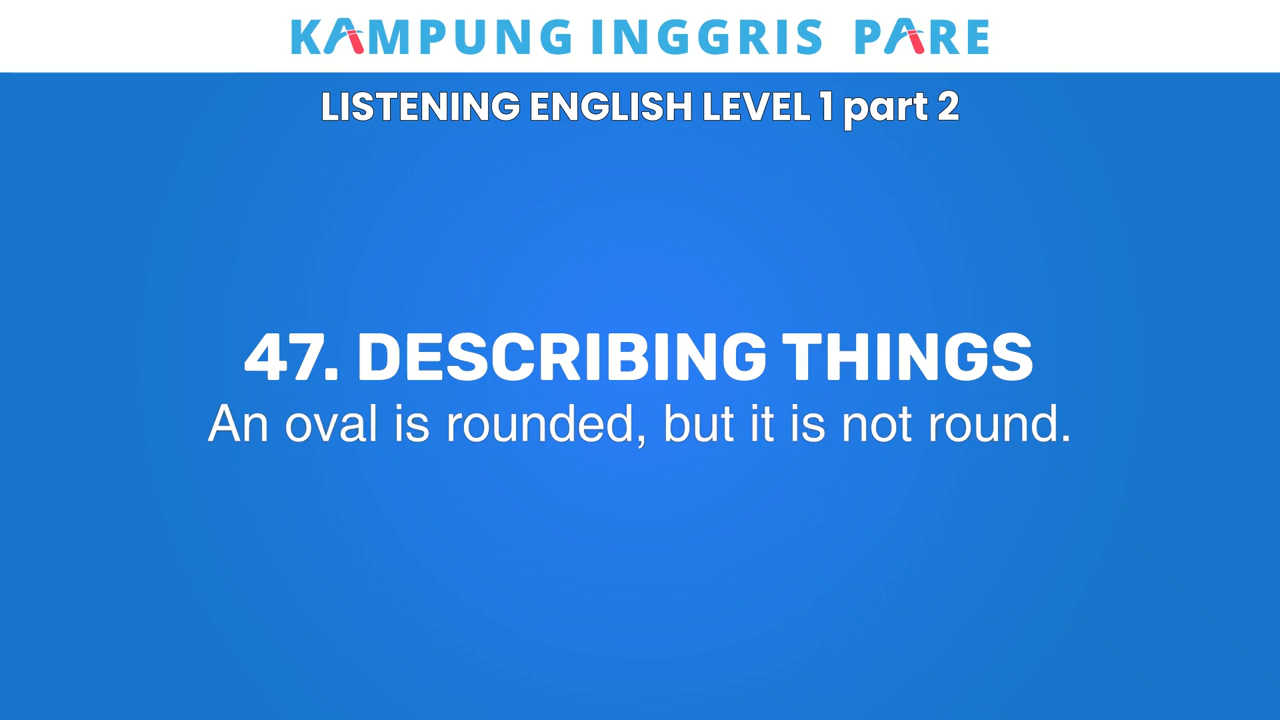 KAMPUNG INGGRIS PARE
LISTENING ENGLISH LEVEL 1 part 2
47. DESCRIBING THINGS
An oval is rounded, but it is not round.